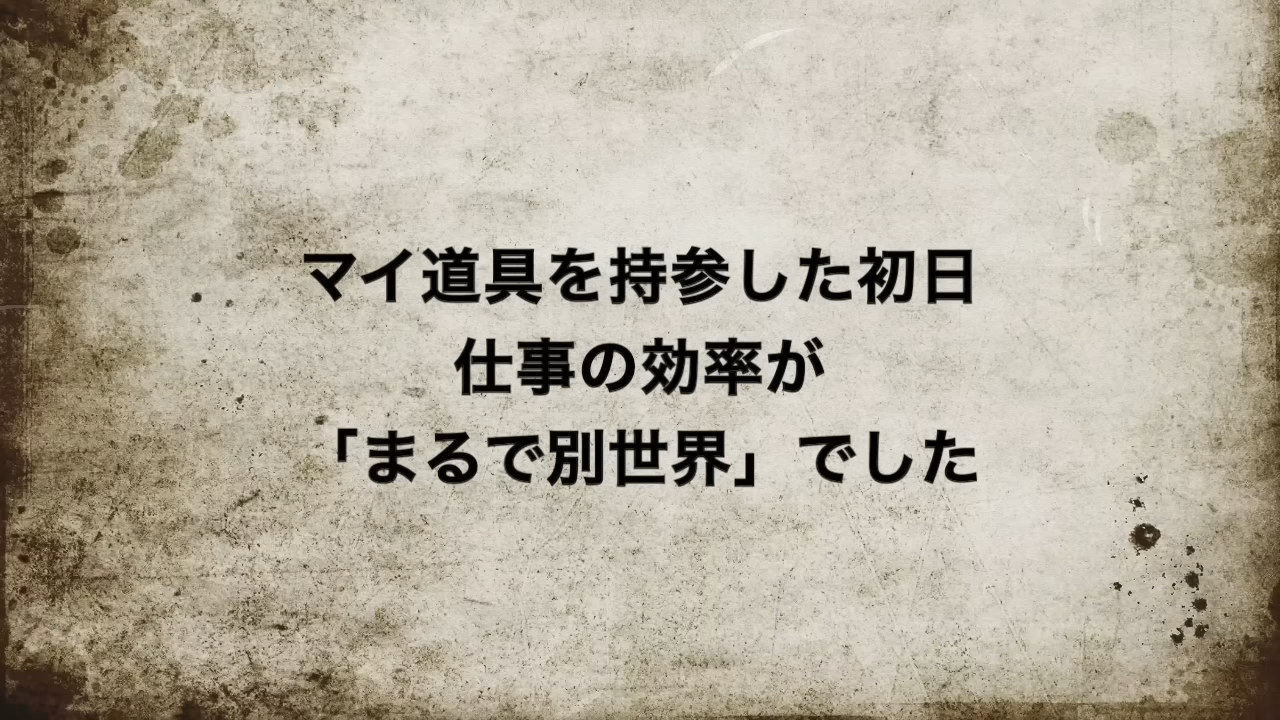 マイ道具を持参した初日
仕事の効率が
「まるで別世界」でした